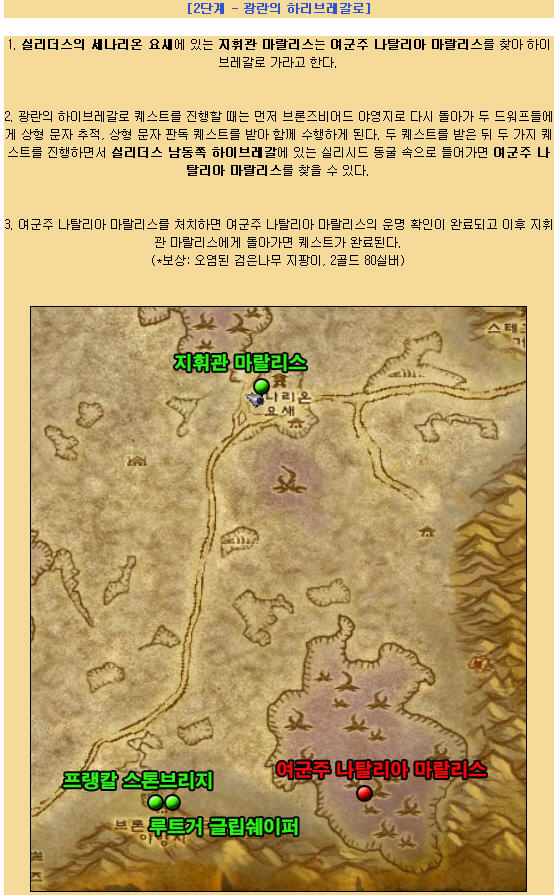 [2단계 - 광란의 하리브레갈로]
1. 실리더스의 세나리온 요새에 있는 지휘관 마랄리스는 여군주 나탈리아 마랄리스를 찾아 하이
브레갈로 가라고 한다.
2. 광란의 하이브레갈로 퀘스트를 진행할 때는 먼저 브론즈비어드 야영지로 다시 돌아가 두 드워프들에
게 상형 문자 추적, 상형 문자 판독 퀘스트를 받아 함께 수행하게 된다. 두 퀘스트를 받은 뒤 두 가지 퀘
스트를 진행하면서 실리더스 남동쪽 하이브레갈에 있는 실리시드 동굴 속으로 들어가면 여군주 나
탈리아 마랄리스를 찾을 수 있다.
3. 여군주 나탈리아 마랄리스를 처치하면 여군주 나탈리아 마랄리스의 운명 확인이 완료되고 이후 지휘
관 마랄리스에게 돌아가면 퀘스트가 완료된다.
(*보상: 오염된 검은나무 지팡이, 2골드 80실버)
지휘관 마랄리스
나리온
요새
프랭칼 스톤브리지
여군주 나탈리아 마랄리스
루트거 글립쉐이퍼
브론